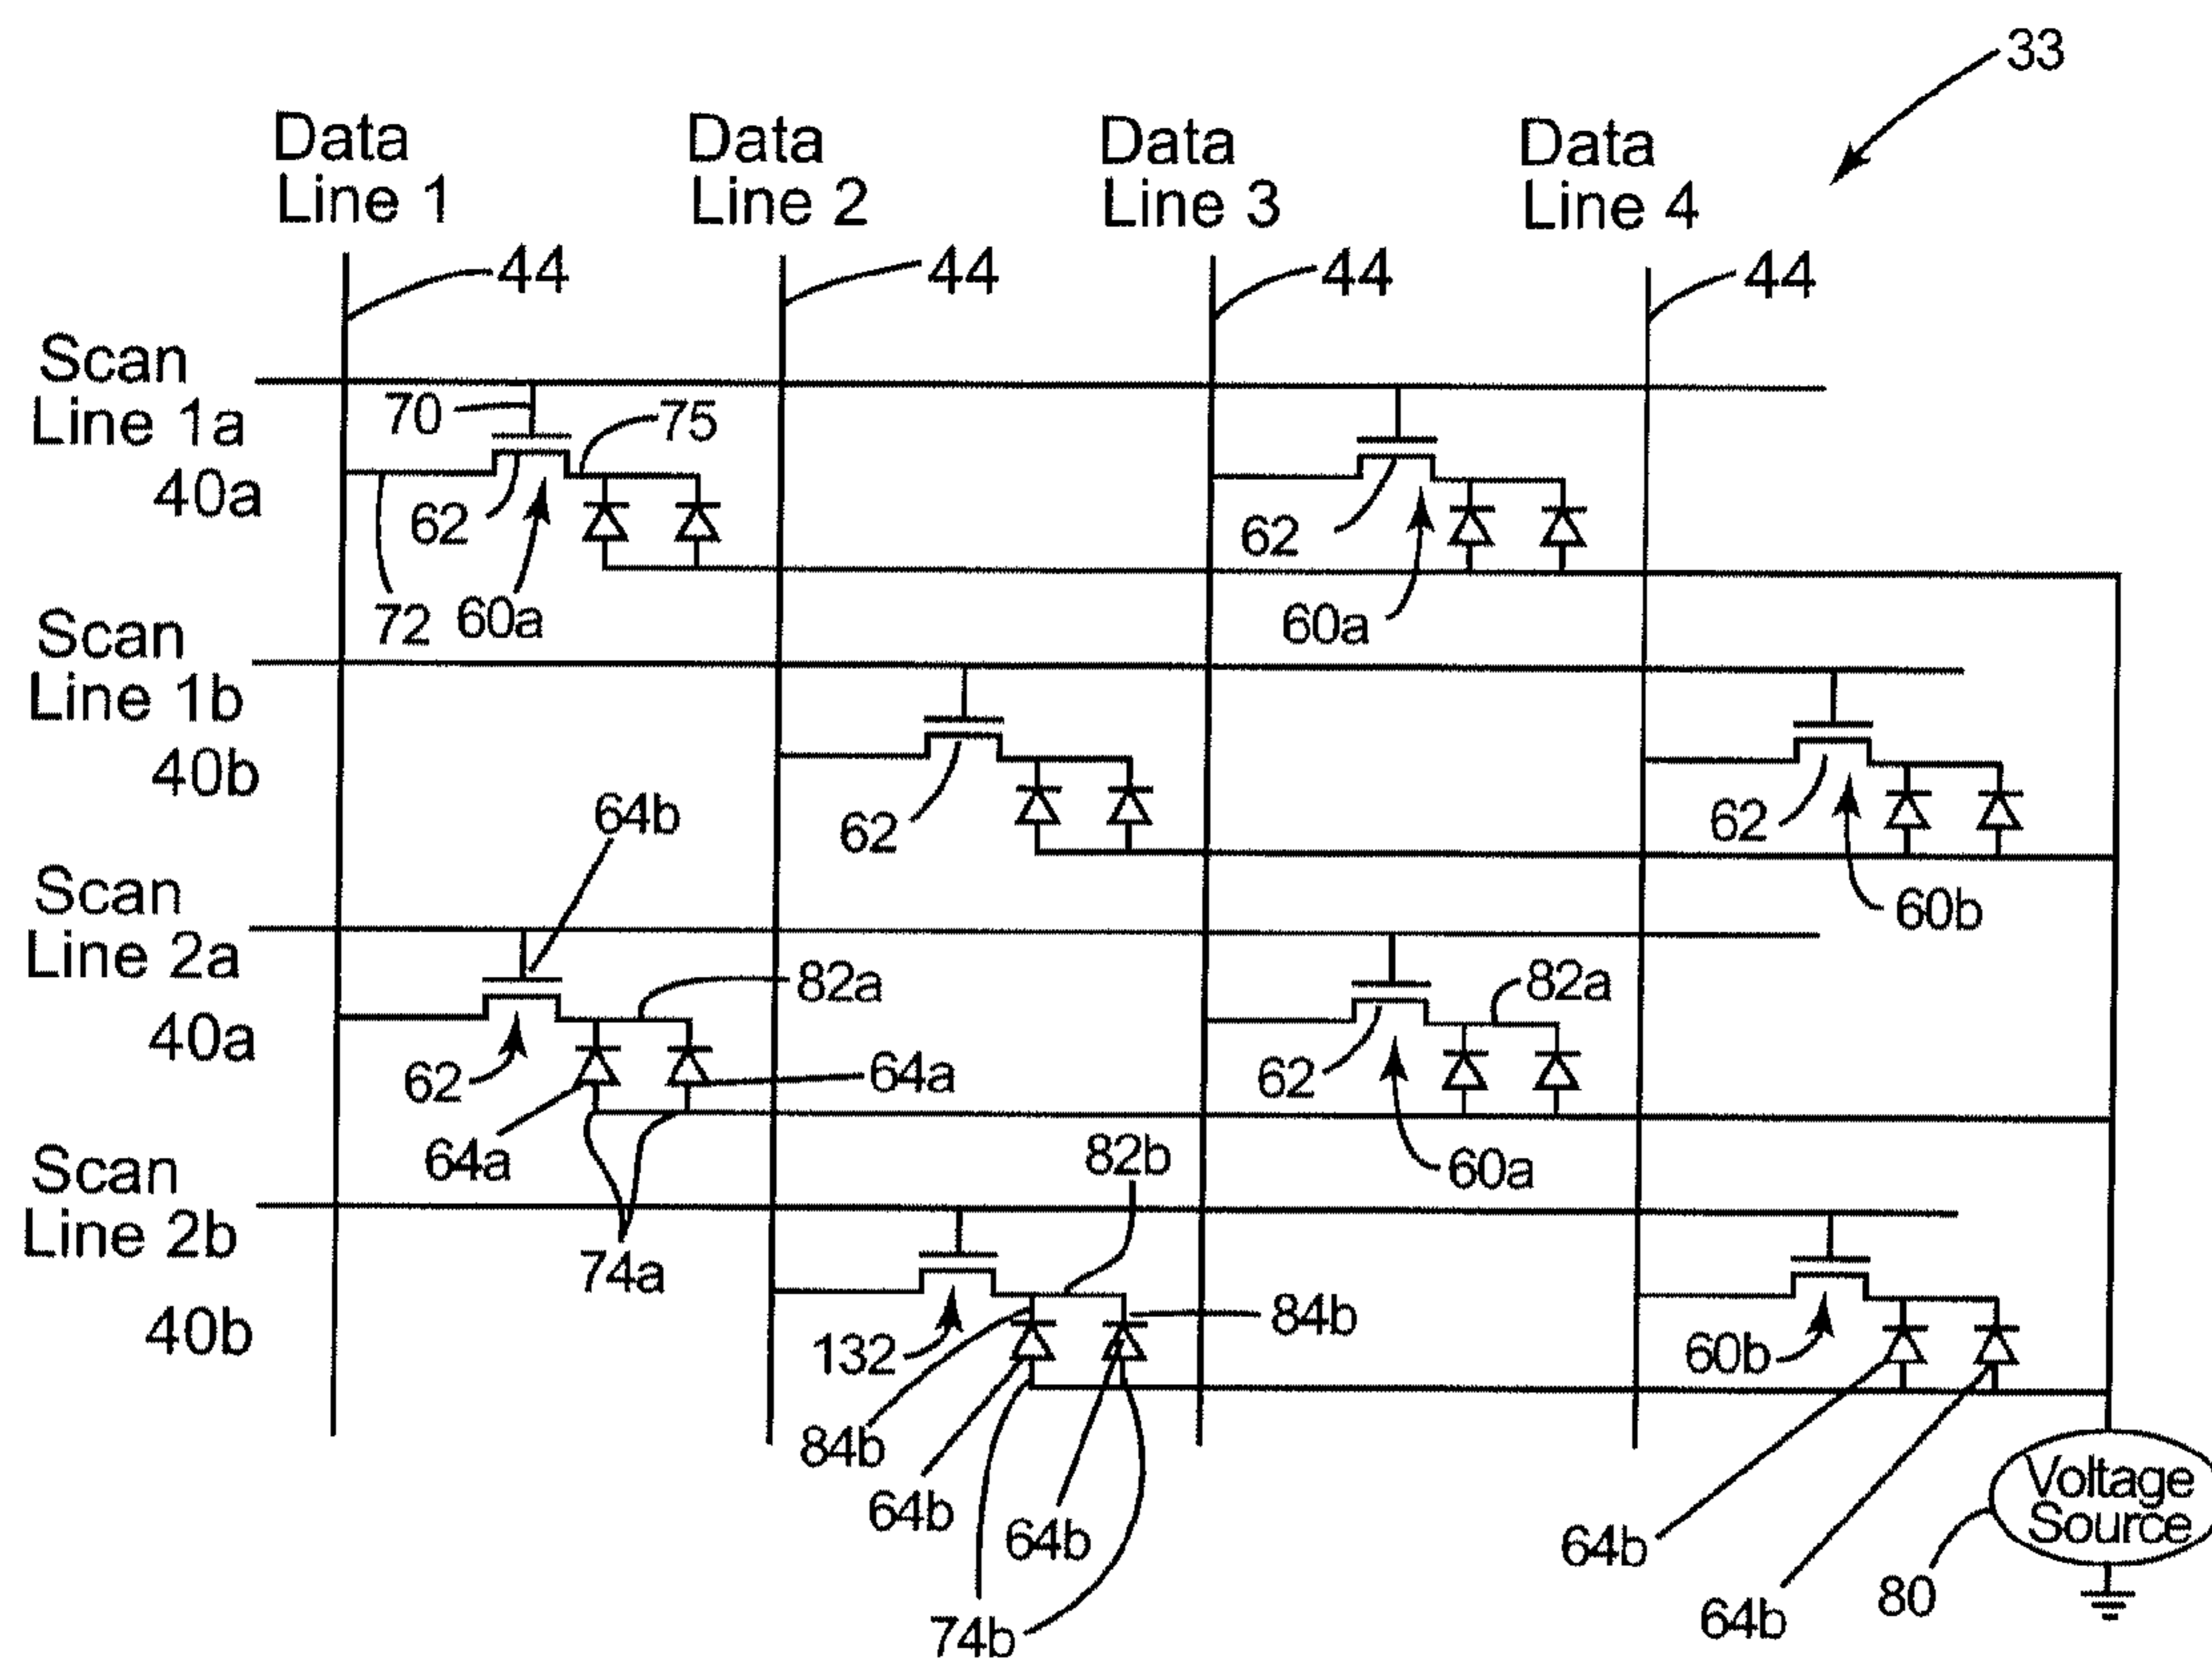 33
Data
Line 1
Data
Line 2
Data
Line 3
Data
Line 4
44
44
44
44
Scan
Line 1a
40a
70
75
62
72
60a
62
60a
Scan
Line 1b
40b
62
62
60b
64b
Scan
Line 2a
40a
82a
82a
62
64a
62
64a
60a
74a
82b
Scan
Line 2b
40b
132
84b
60b
84b
64b
64b
74b
64b
64b
Voltage
Source
80